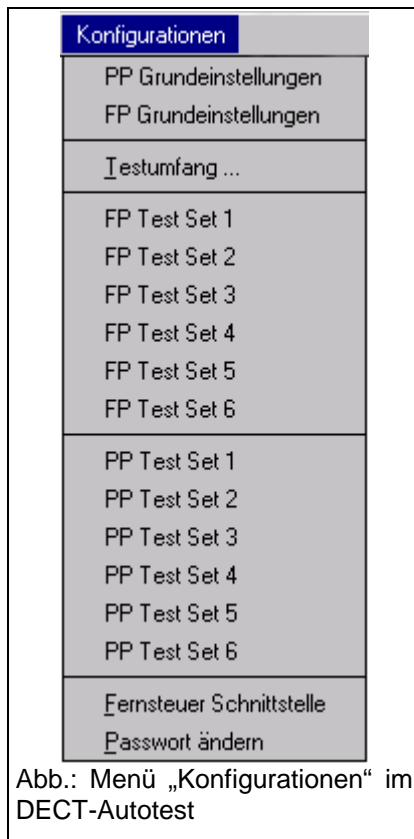 Konfigurationen
PP Grundeinstellungen
FP Grundeinstellungen
Testumfang ...
FP Test Set 1
FP Test Set 2
FP Test Set 3
FP Test Set 4
FP Test Set 5
FP Test Set 6
PP Test Set 1
PP Test Set 2
PP Test Set 3
PP Test Set 4
PP Test Set 5
PP Test Set 6
Fernsteuer Schnittstelle
Passwort ändern
Abb.: Menü „Konfigurationen“ im
DECT-Autotest